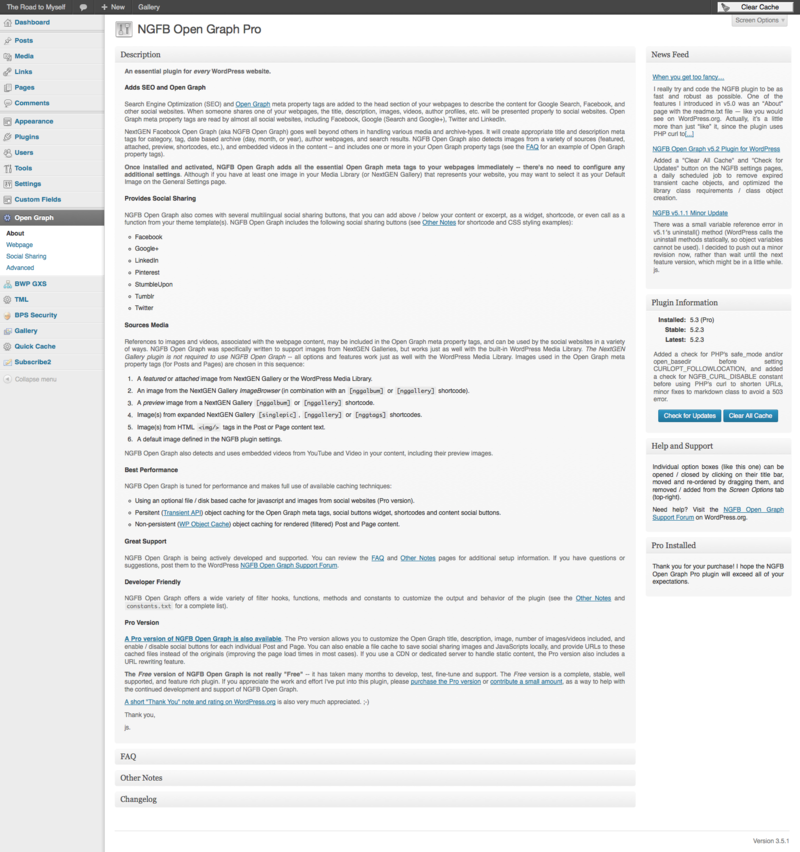 The Road to Myself
New
Gallery
Clear Cache
Screen Options
Dashboard
Posts
Media
Links
Pages
Comments
Appearance
Plugins
Users
Tools
Settings
Custom Fields
Open Graph
About
Webpage
Social Sharing
Advanced
BWP GXS
TML
BPS Security
Gallery
Quick Cache
Subscribe2
Collapse menu
NGFB Open Graph Pro
Description
An essential plugin for every WordPress website.
Adds SEO and Open Graph
Search Engine Optimization (SEO) and Open Graph meta property tags are added to the head section of your webpages to describe the content for Google Search, Facebook, and
other social websites. When someone shares one of your webpages, the title, description, images, videos, author profiles, etc. will be presented properly to social websites. Open
Graph meta property tags are read by almost all social websites, including Facebook, Google (Search and Google+), Twitter and LinkedIn.
NextGEN Facebook Open Graph (aka NGFB Open Graph) goes well beyond others in handling various media and archive-types. It will create appropriate title and description meta
tags for category, tag, date based archive (day, month, or year), author webpages, and search results. NGFB Open Graph also detects images from a variety of sources (featured,
attached, preview, shortcodes, etc.), and embedded videos in the content – and includes one or more in your Open Graph property tags (see the FAQ for an example of Open Graph
property tags).
Once installed and activated, NGFB Open Graph adds all the essential Open Graph meta tags to your webpages immediately – there's no need to configure any
additional settings. Although if you have at least one image in your Media Library (or NextGEN Gallery) that represents your website, you may want to select it as your Default
Image on the General Settings page.
Provides Social Sharing
NGFB Open Graph also comes with several multilingual social sharing buttons, that you can add above / below your content or excerpt, as a widget, shortcode, or even call as a
function from your theme template(s). NGFB Open Graph includes the following social sharing buttons (see Other Notes for shortcode and CSS styling examples):
Facebook
Google+
LinkedIn
Pinterest
StumbleUpon
Tumblr
Twitter
Sources Media
References to images and videos, associated with the webpage content, may be included in the Open Graph meta property tags, and can be used by the social websites in a variety
of ways. NGFB Open Graph was specifically written to support images from NextGEN Galleries, but works just as well with the built-in WordPress Media Library. The NextGEN
Gallery plugin is not required to use NGFB Open Graph – all options and features work just as well with the WordPress Media Library. Images used in the Open Graph meta
property tag (for Posts and Pages) are chosen in this sequence:
1. A featured or attached image from NextGEN Gallery or the WordPress Media Library.
2. An image from the NextGEN Gallery ImageBrowser (in combination with an [nggalbum] or [nggallery] shortcode).
3. A preview image from a NextGEN Gallery [nggalbum] or [nggallery] shortcode.
4. Image(s) from expanded NextGEN Gallery [singlepic], [nggallery] or [nggtags] shortcodes.
5. Image(s) from HTML <img/> tags in the Post or Page content text.
6. A default image defined in the NGFB plugin settings.
NGFB Open Graph also detects and uses embedded videos from YouTube and Video in your content, including their preview images.
Best Performance
NGFB Open Graph is tuned for performance and makes full use of available caching techniques:
Using an optional file / disk based cache for javascript and images from social websites (Pro version).
Persitent (Transient API) object caching for the Open Graph meta tags, social buttons widget, shortcodes and content social buttons.
Non-persistent (WP Object Cache) object caching for rendered (filtered) Post and Page content.
Great Support
NGFB Open Graph is being actively developed and supported. You can review the FAQ and Other Notes pages for additional setup information. If you have questions or
suggestions, post them to the WordPress NGFB Open Graph Support Forum.
Developer Friendly
NGFB Open Graph offers a wide variety of filter hooks, functions, methods and constants to customize the output and behavior of the plugin (see the Other Notes and
constants.txt for a complete list).
Pro Version
A Pro version of NGFB Open Graph is also available. The Pro version allows you to customize the Open Graph title, description, image, number of images/videos included, and
enable / disable social buttons for each individual Post and Page. You can also enable a file cache to save social sharing images and JavaScripts locally, and provide URLs to these
cached files instead of the originals (improving the page load times in most cases). If you use a CDN or dedicated server to handle static content, the Pro version also includes a
URL rewriting feature.
The Free version of NGFB Open Graph is not really "Free" – it has taken many months to develop, test, fine-tune and support. The Free version is a complete, stable, well
supported, and feature rich plugin. If you appreciate the work and effort I've put into this plugin, please purchase the Pro version or contribute a small amount, as a way to help with
the continued development and support of NGFB Open Graph.
A short "Thank You" note and rating on WordPress.org is also very much appreciated. ;-)
Thank you,
js.
FAQ
Other Notes
Changelog
News Feed
When you get too fancy…
I really try and code the NGFB plugin to be as
fast and robust as possible. One of the
features I introduced in v5.0 was an "About"
page with the readme.txt file — like you would
see on WordPress.org. Actually, it's a little
more than just "like" it, since the plugin uses
PHP curl to[...]
NGFB Open Graph v5.2 Plugin for WordPress
Added a "Clear All Cache" and "Check for
Updates" button on the NGFB settings pages,
a daily scheduled job to remove expired
transient cache objects, and optimized the
library class requirements / class object
creation.
NGFB v5.1.1 Minor Update
There was a small variable reference error in
v5.1's uninstall() method (WordPress calls the
uninstall methods statically, so object variables
cannot be used). I decided to push out a minor
revision now, rather than wait until the next
feature version, which might be in a little while.
js.
Plugin Information
Installed: 5.3 (Pro)
Stable: 5.2.3
Latest: 5.2.3
Added a check for PHP's safe_mode and/or
open_basedir before setting
CURLOPT_FOLLOWLOCATION, and added
a check for NGFB_CURL_DISABLE constant
before using PHP's curl to shorten URLs,
minor fixes to markdown class to avoid a 503
error.
Check for Updates
Clear All Cache
Help and Support
Individual option boxes (like this one) can be
opened / closed by clicking on their title bar,
moved and re-ordered by dragging them, and
removed / added from the Screen Options tab
(top-right).
Need help? Visit the NGFB Open Graph
Support Forum on WordPress.org.
Pro Installed
Thank you for your purchase! I hope the NGFB
Open Graph Pro plugin will exceed all of your
expectations.
Version 3.5.1